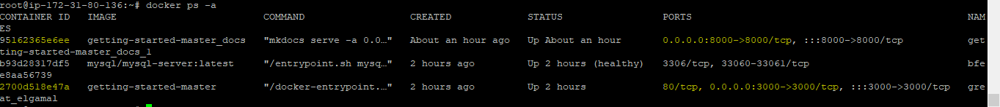 root@ip-172-31-80-136:~# docker ps -a
CONTAINER ID   IMAGE                         COMMAND                  CREATED             STATUS                 PORTS                                               NAM
ES
95162365e6ee   getting-started-master_docs   "mkdocs serve -a 0.0…"   About an hour ago   Up About an hour       0.0.0.0:8000->8000/tcp, :::8000->8000/tcp           get
ting-started-master_docs_1
b93d28317df5   mysql/mysql-server:latest     "/entrypoint.sh mysq…"   2 hours ago         Up 2 hours (healthy)   3306/tcp, 33060-33061/tcp                           bfe
e8aa56739
2700d518e47a   getting-started-master        "/docker-entrypoint.…"   2 hours ago         Up 2 hours             80/tcp, 0.0.0.0:3000->3000/tcp, :::3000->3000/tcp   gre
at_elgamal